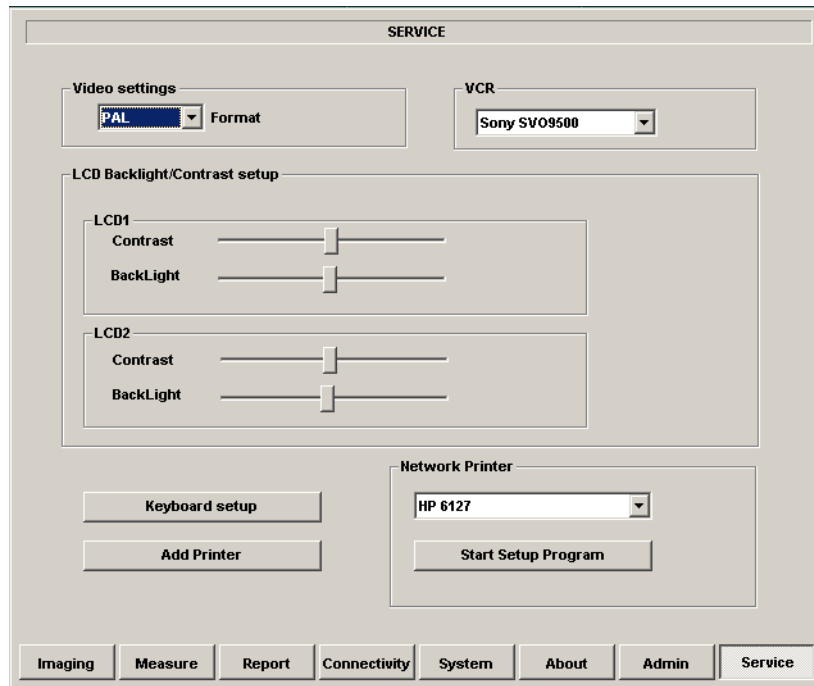 SERVICE
Video settings
PAL
Format
VCR
Sony SVO9500
LCD Backlight/Contrast setup
LCD1
Contrast
BackLight
LCD2
Contrast
BackLight
Keyboard setup
Add Printer
Network Printer
HP 6127
Start Setup Program
Imaging Measure Report Connectivity System About Admin Service